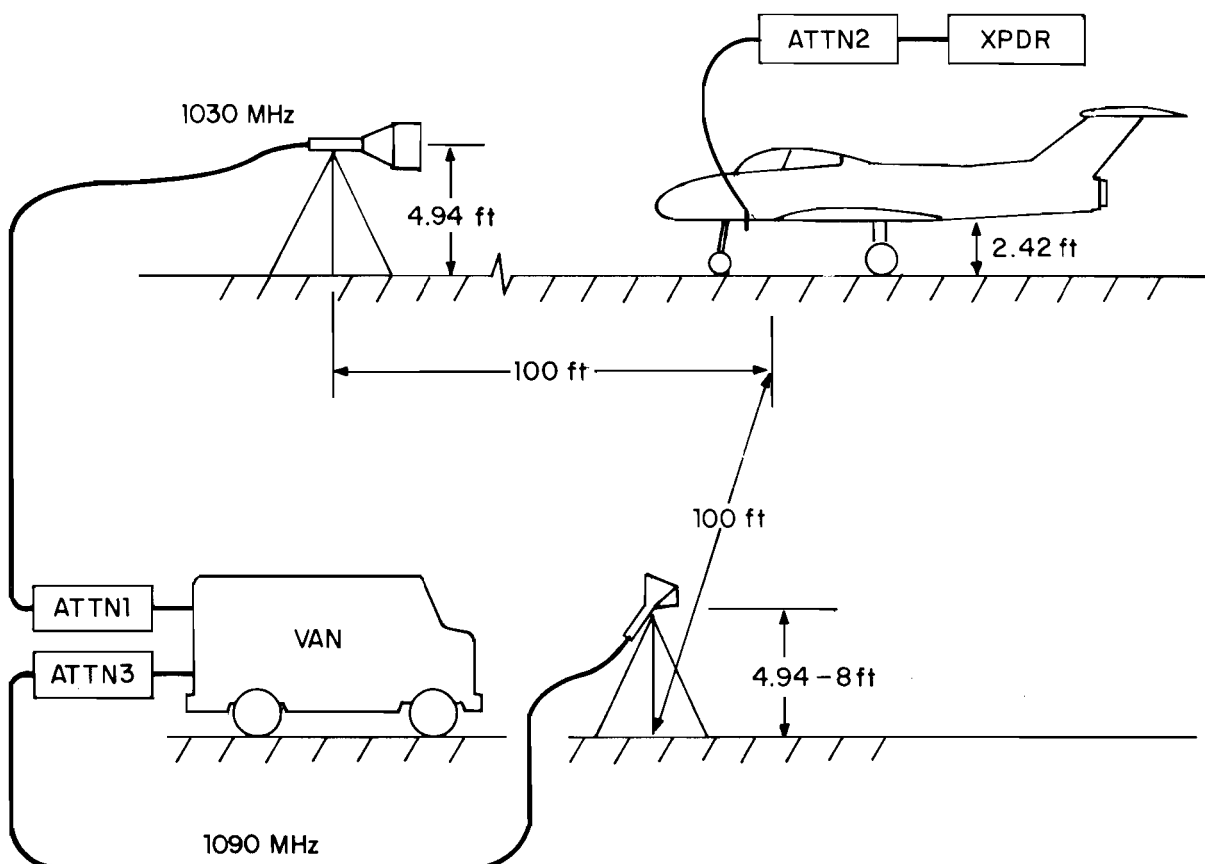 ATTN2
XPDR
1030 MHz
4.94 ft
2.42 ft
100 ft
100 ft
ATTN1
VAN
ATTN3
4.94 – 8 ft
1090 MHz